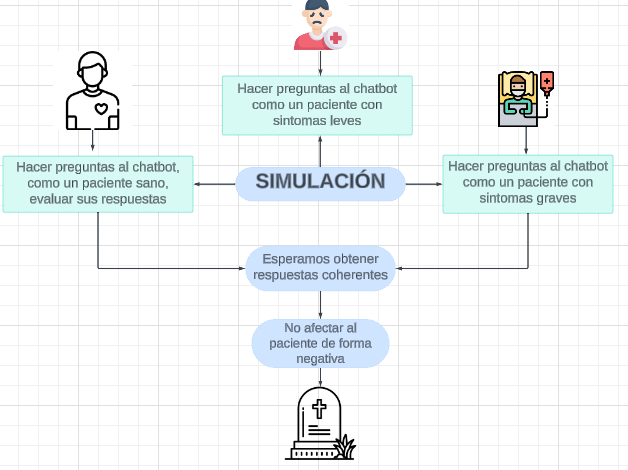 Hacer preguntas al chatbot
como un paciente con
sintomas leves
Hacer preguntas al chatbot,
como un paciente sano,
evaluar sus respuestas
SIMULACIÓN
Hacer preguntas al chatbot
como un paciente con
sintomas graves
Esperamos obtener
respuestas coherentes
No afectar al
paciente de forma
negativa